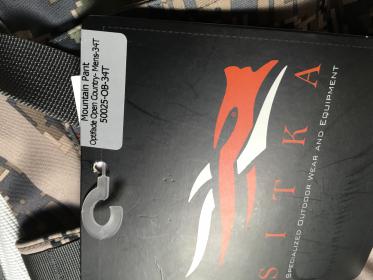 Mountain Pant
Optifade Open Country- Mens-34T
50025-OB-34T
SITKA
SPECIALIZED OUTDOOR WEAR AND EQUIPMENT